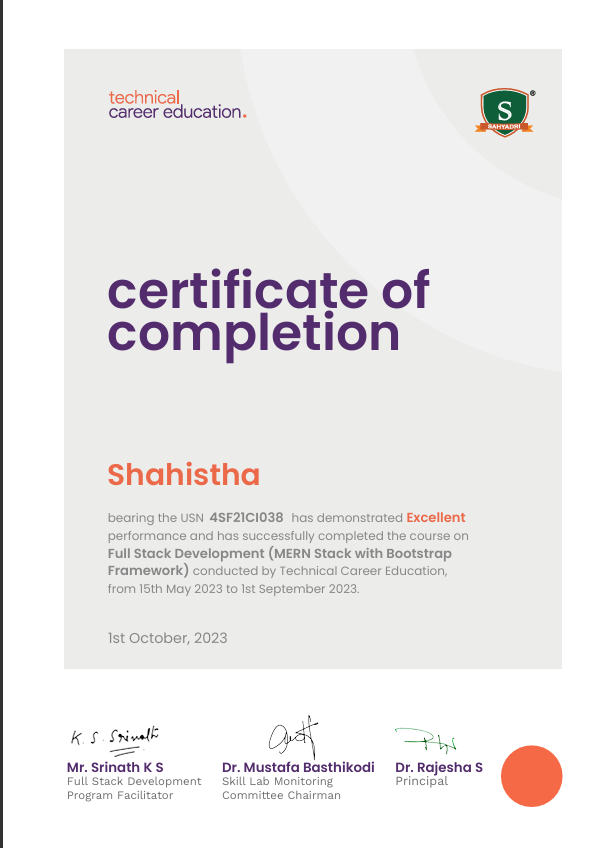 technical
career education.
S
SAHYADRI
®
certificate of
completion
Shahistha
bearing the USN 4SF21CI038 has demonstrated Excellent
performance and has successfully completed the course on
Full Stack Development (MERN Stack with Bootstrap
Framework) conducted by Technical Career Education,
from 15th May 2023 to 1st September 2023.
1st October, 2023
K. S. Srinath
Mr. Srinath K S
Full Stack Development
Program Facilitator
Dr. Mustafa Basthikodi
Skill Lab Monitoring
Committee Chairman
Dr. Rajesha S
Principal